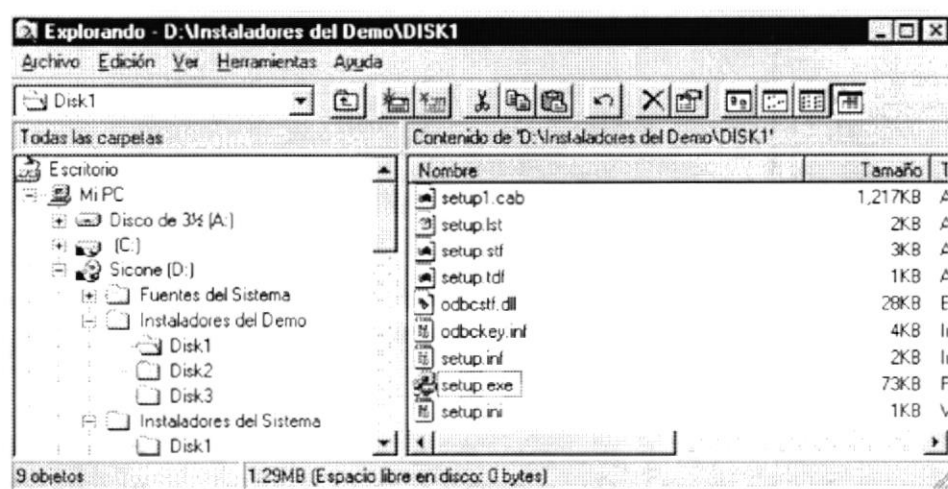 Explorando - D:\Instaladores del Demo\DISK1
Archivo Edición Ver Herramientas Ayuda
Disk1
Todas las carpetas
Contenido de 'D:\Instaladores del Demo\DISK1'
Escritorio
Mi PC
Disco de 3½ (A:)
(C:)
Sicone (D:)
Fuentes del Sistema
Instaladores del Demo
Disk1
Disk2
Disk3
Instaladores del Sistema
Disk1
Nombre Tamaño T
setup1.cab 1,217KB A
setup.lst 2KB A
setup.stf 3KB A
setup.tdf 1KB A
odbcstf.dll 28KB E
odbckey.inf 4KB In
setup.inf 2KB In
setup.exe 73KB P
setup.ini 1KB V
9 objetos 1.29MB (Espacio libre en disco: 0 bytes)